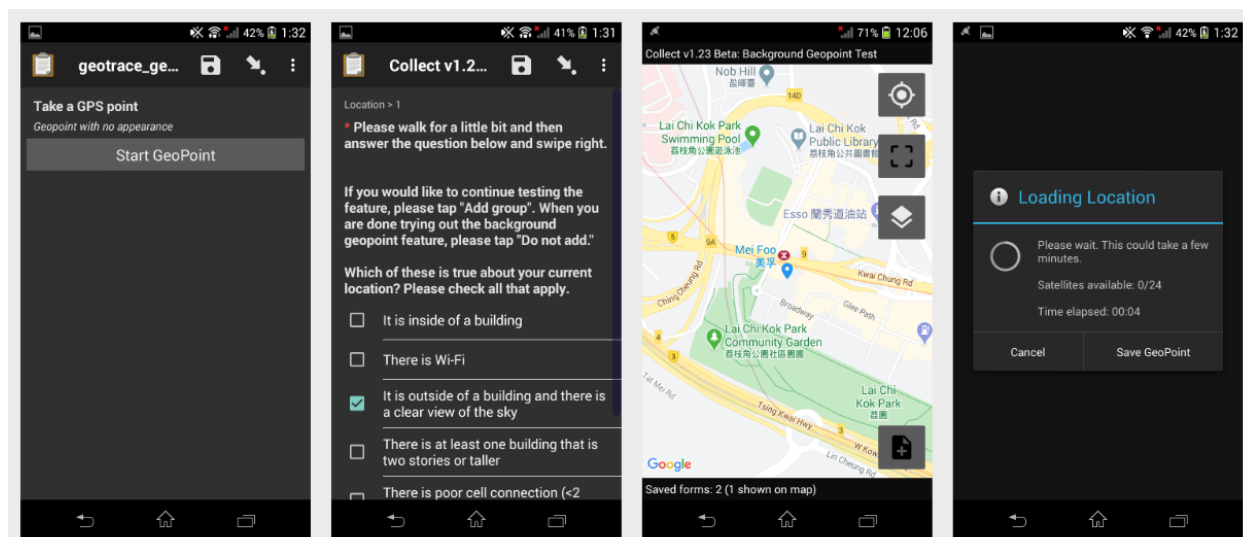 42% 1:32
geotrace_ge...
Take a GPS point
Geopoint with no appearance
Start GeoPoint
41% 1:31
Collect v1.2...
Location > 1
* Please walk for a little bit and then
answer the question below and swipe right.
If you would like to continue testing the
feature, please tap "Add group". When you
are done trying out the background
geopoint feature, please tap "Do not add."
Which of these is true about your current
location? Please check all that apply.
It is inside of a building
There is Wi-Fi
It is outside of a building and there is
a clear view of the sky
There is at least one building that is
two stories or taller
There is poor cell connection (<2
71% 12:06
Collect v1.23 Beta: Background Geopoint Test
Nob Hill
盈暉臺
14D
Lai Chi Kok Park
Swimming Pool
荔枝角公園游泳池
Lai Chi Kok
Public Library
荔枝角公共圖書館
Esso 蘭秀道油站
5
9A
Mei Foo
美孚
9
Kwai Chung Rd
Ching Cheung Rd
Broadway
Glee Path
Lai Chi Kok Park
Community Garden
荔枝角公園社區園圃
4
3
Tat Mei Rd
Lai Chi
Kok Park
荔園
Tsing Kwai Hwy
3
W Kow
Lin Cheung Rd
Google
Saved forms: 2 (1 shown on map)
42% 1:32
Loading Location
Please wait. This could take a few
minutes.
Satellites available: 0/24
Time elapsed: 00:04
Cancel
Save GeoPoint